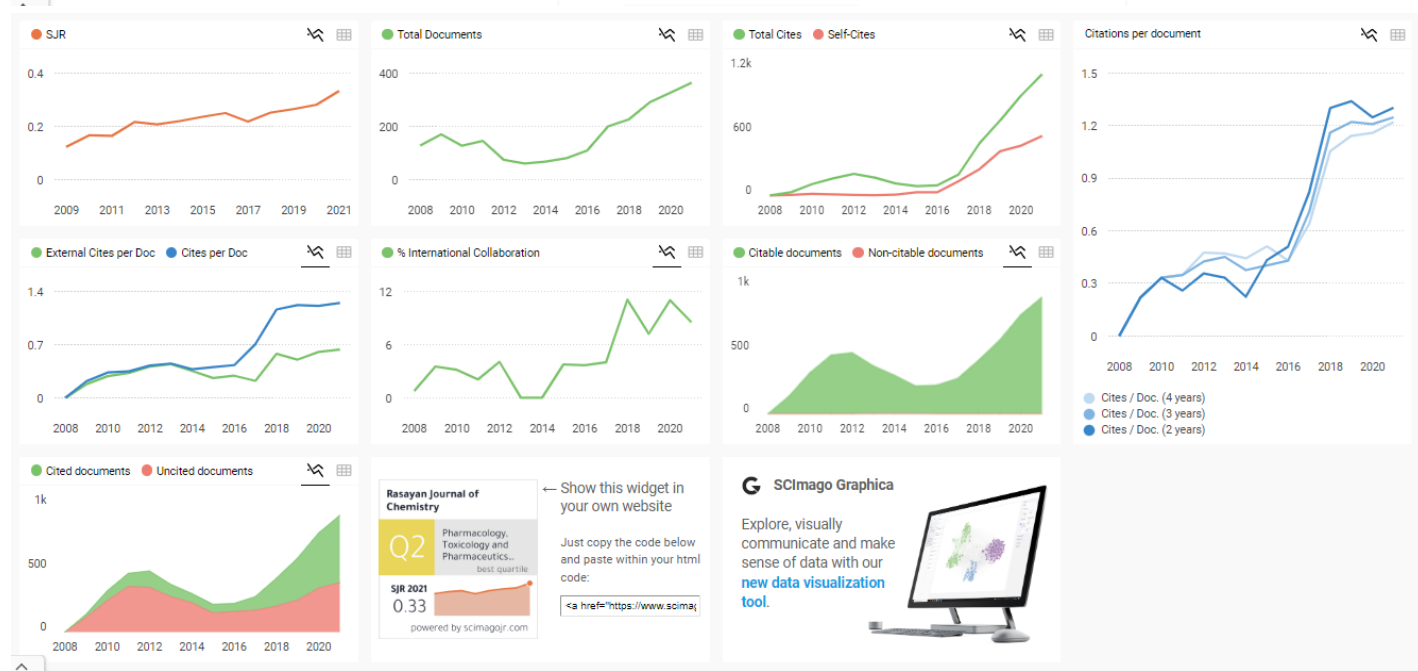 SJR
0.4
0.2
0
2009 2011 2013 2015 2017 2019 2021
Total Documents
400
200
0
2008 2010 2012 2014 2016 2018 2020
Total Cites Self-Cites
1.2k
600
0
2008 2010 2012 2014 2016 2018 2020
Citations per document
1.5
1.2
0.9
0.6
0.3
0
2008 2010 2012 2014 2016 2018 2020
Cites / Doc. (4 years)
Cites / Doc. (3 years)
Cites / Doc. (2 years)
External Cites per Doc Cites per Doc
1.4
0.7
0
2008 2010 2012 2014 2016 2018 2020
% International Collaboration
12
6
0
2008 2010 2012 2014 2016 2018 2020
Citable documents Non-citable documents
1k
500
0
2008 2010 2012 2014 2016 2018 2020
Cited documents Uncited documents
1k
500
0
2008 2010 2012 2014 2016 2018 2020
Rasayan Journal of
Chemistry
Q2
Pharmacology,
Toxicology and
Pharmaceutics..
best quartile
SJR 2021
0.33
powered by scimagojr.com
← Show this widget in
your own website
Just copy the code below
and paste within your html
code:
<a href="https://www.scimag
SCImago Graphica
Explore, visually
communicate and make
sense of data with our
new data visualization
tool.